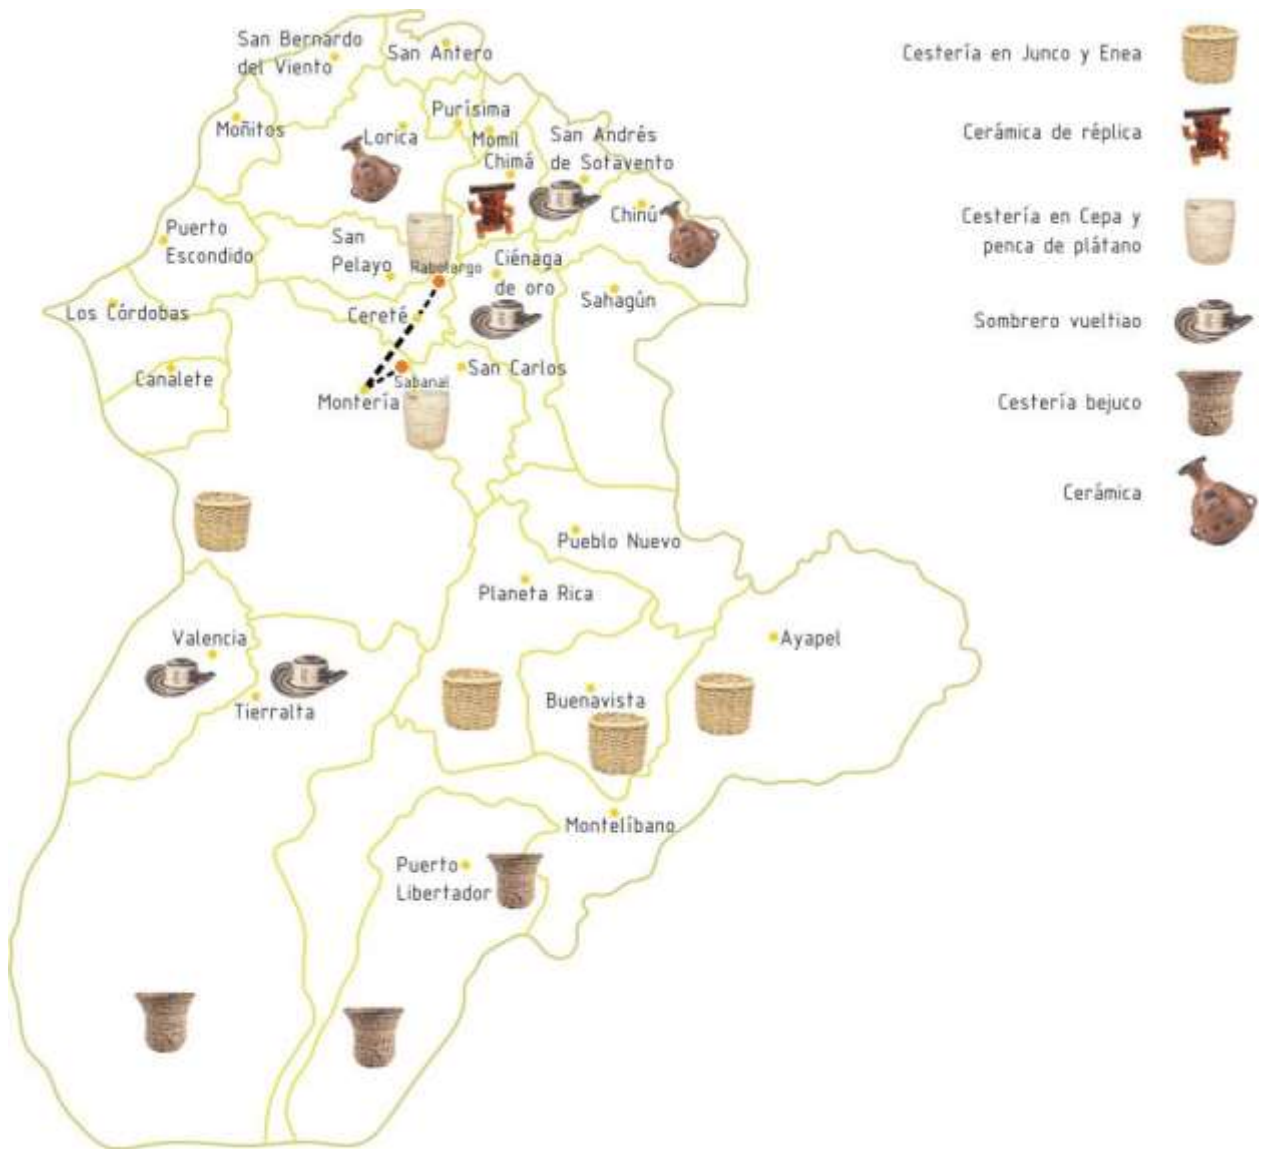 San Bernardo
del Viento
San Antero
Moñitos
Lorica
Purísima
Momil
Chimá
San Andrés
de Sotavento
Chinú
Puerto
Escondido
San
Pelayo
Rabolargo
Ciénaga
de oro
Sahagún
Los Córdobas
Cereté
Canalete
San Carlos
Sabanal
Montería
Pueblo Nuevo
Planeta Rica
Valencia
Ayapel
Tierralta
Buenavista
Montelíbano
Puerto
Libertador
Cestería en Junco y Enea
Cerámica de réplica
Cestería en Cepa y
penca de plátano
Sombrero vueltiao
Cestería bejuco
Cerámica